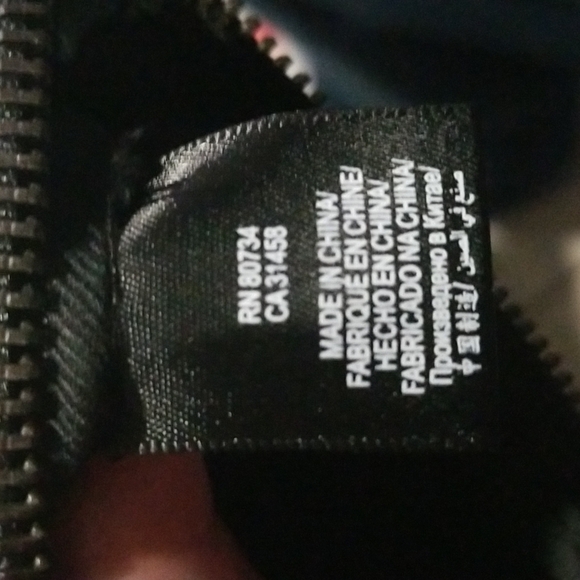 RN 80734
CA 31458
MADE IN CHINA/
FABRIQUÉ EN CHINE/
HECHO EN CHINA/
FABRICADO NA CHINA/
Произведено в Китае/
中国制造/ صنع في الصين